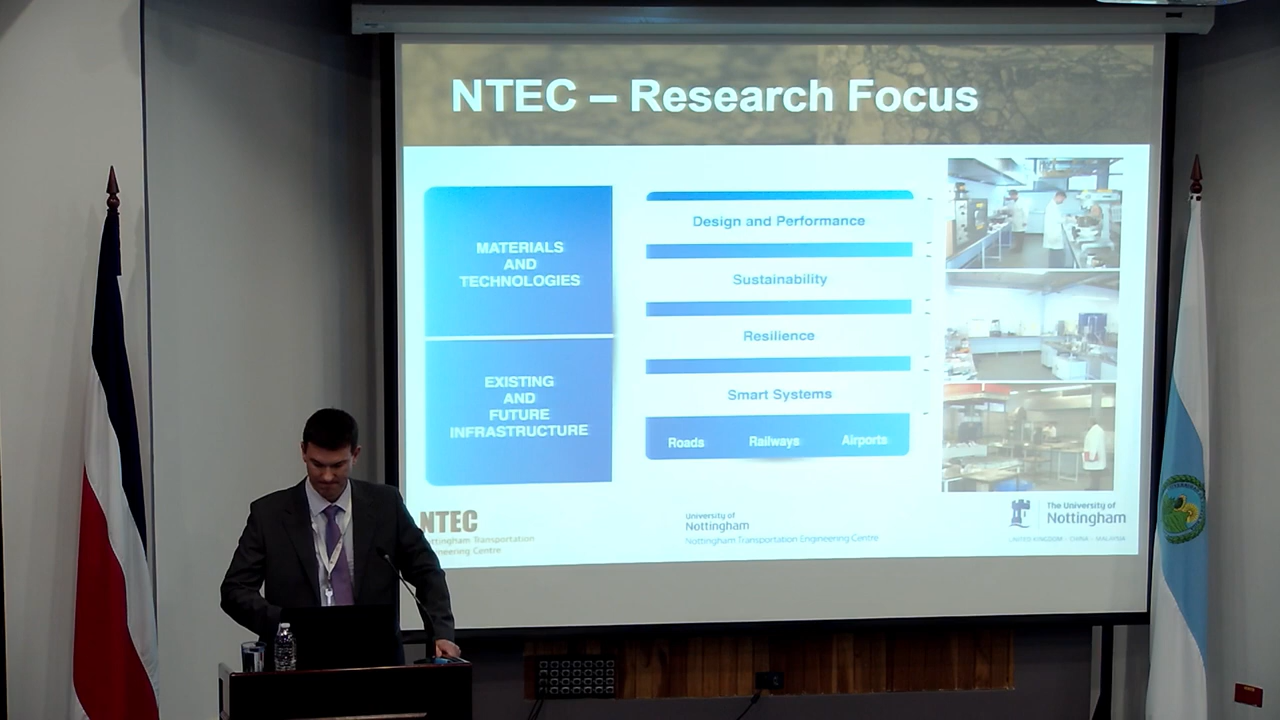 NTEC – Research Focus
MATERIALS
AND
TECHNOLOGIES
EXISTING
AND
FUTURE
INFRASTRUCTURE
Design and Performance
Sustainability
Resilience
Smart Systems
Roads Railways Airports
NTEC
Transportation
Centre
University of
Nottingham
Nottingham Transportation Engineering Centre
The University of
Nottingham
UNITED KINGDOM · CHINA · MALAYSIA